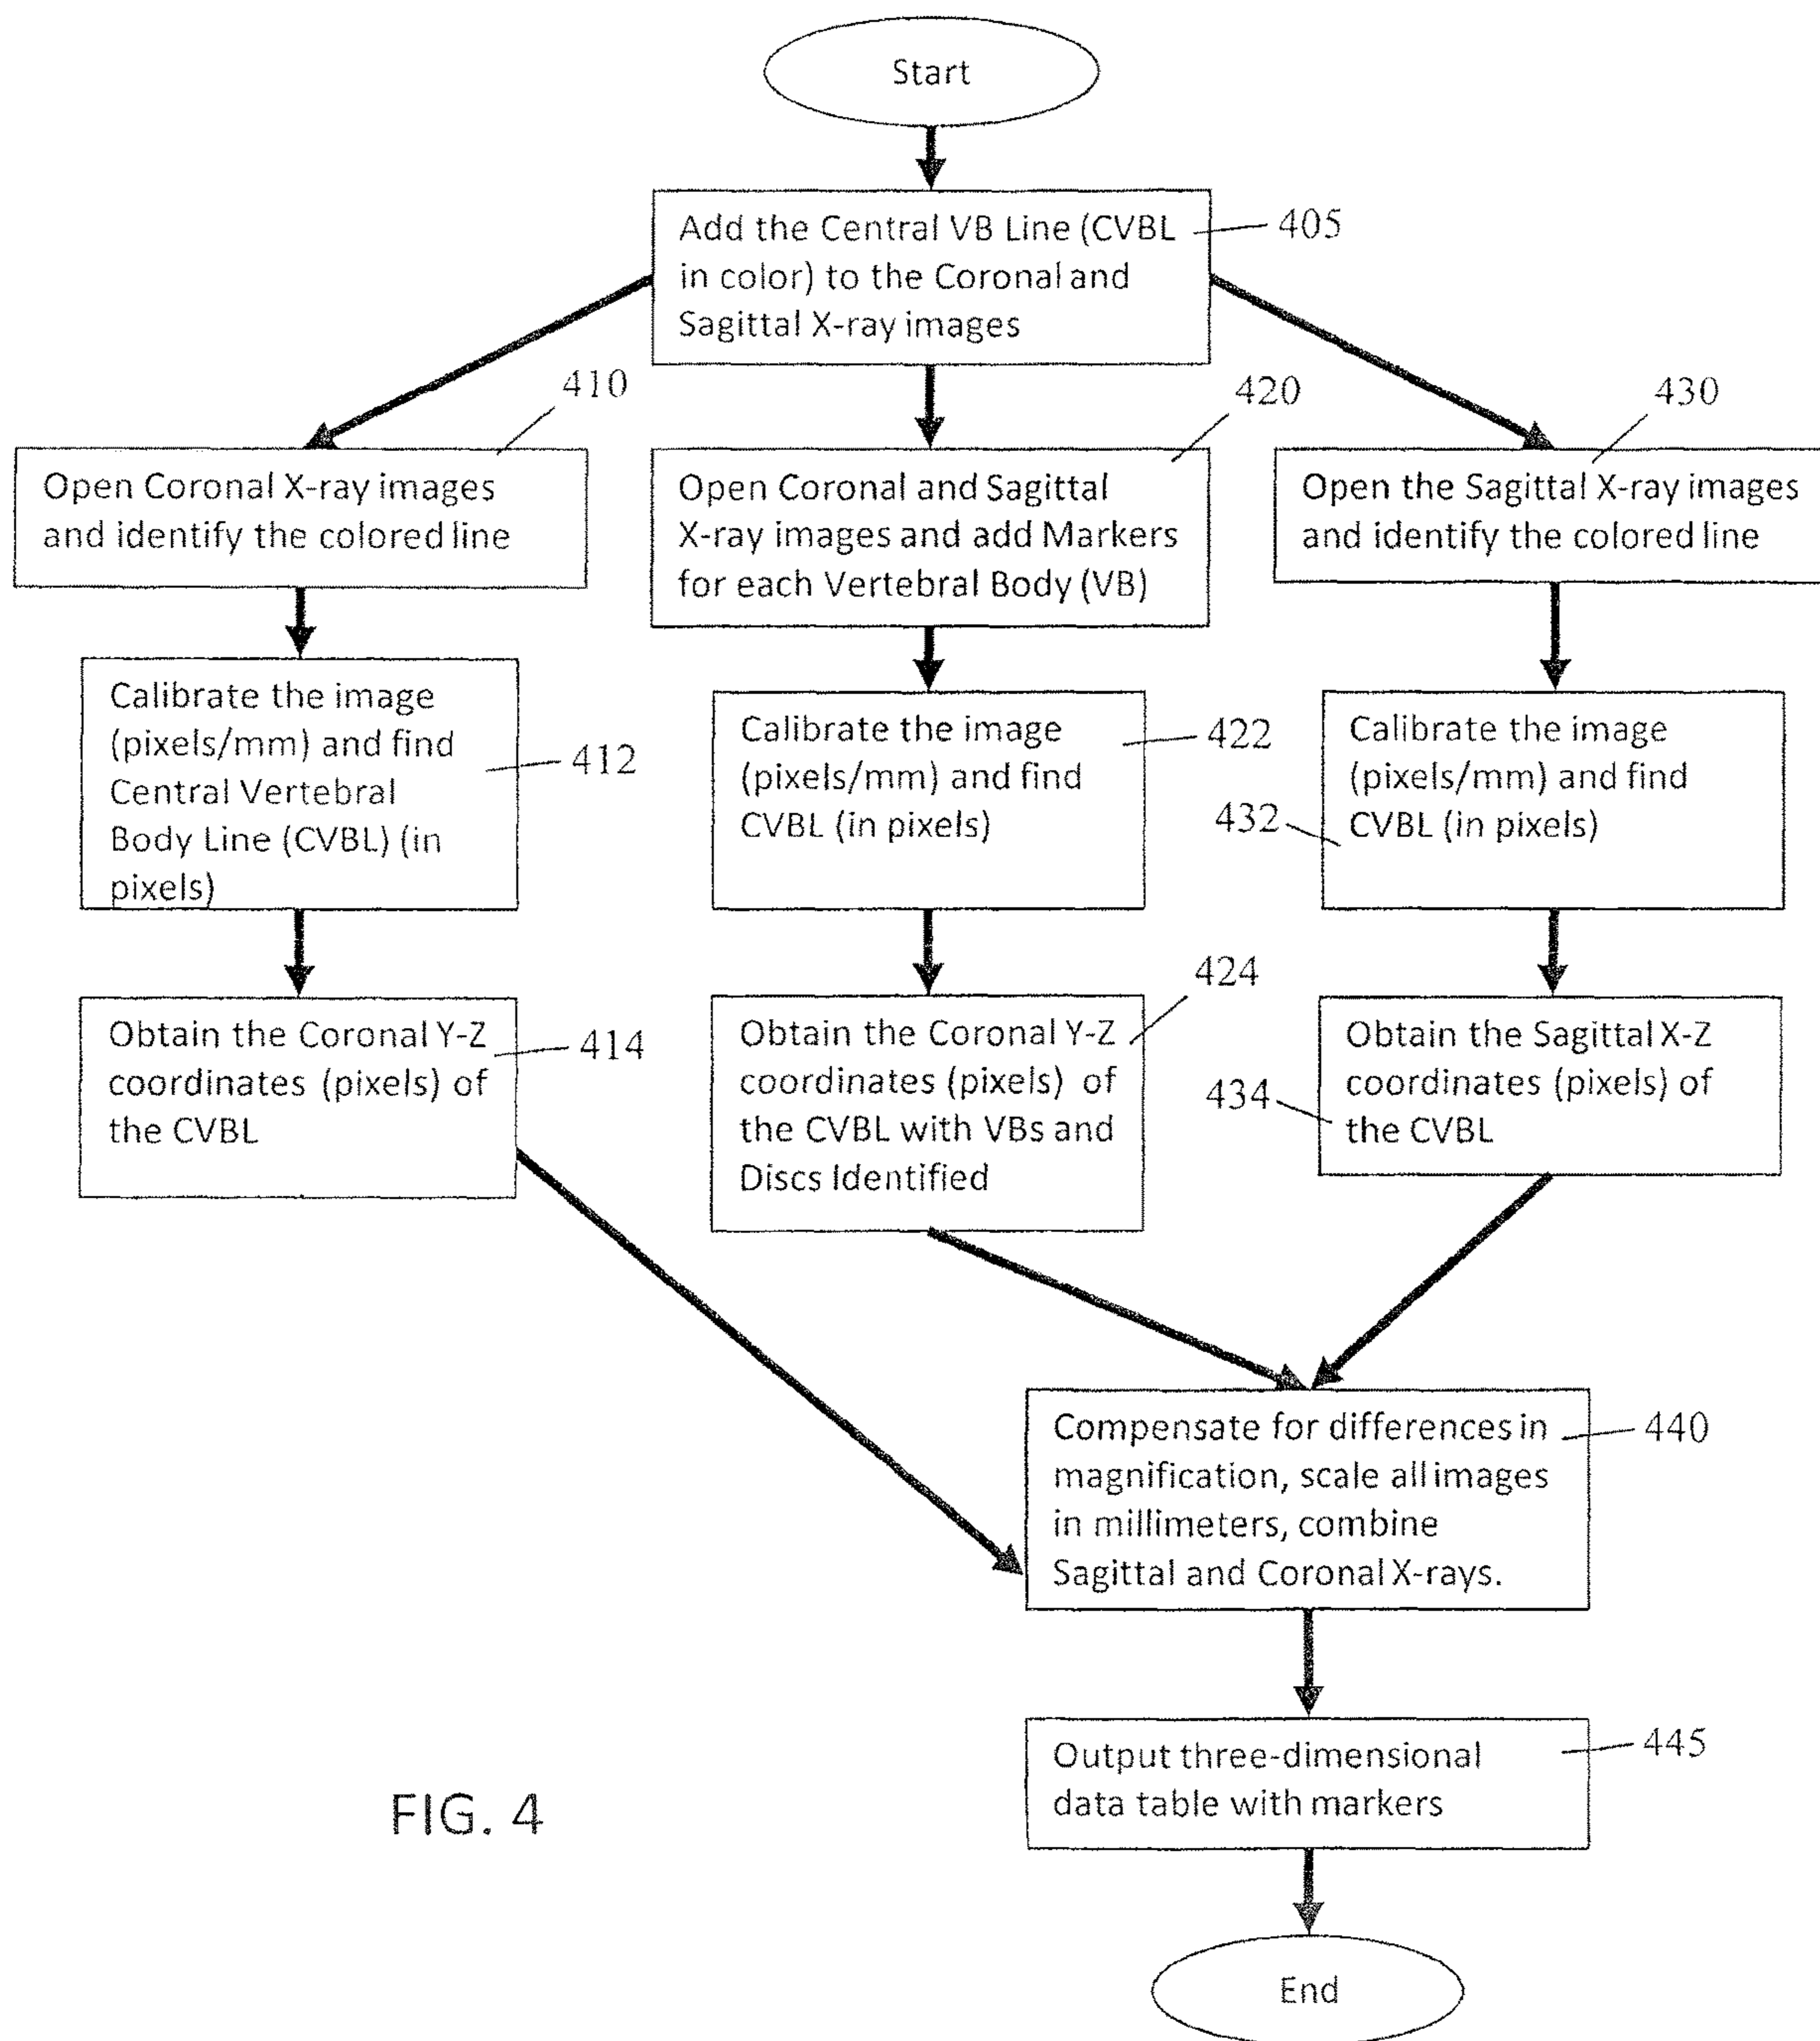 Start
Add the Central VB Line (CVBL
in color) to the Coronal and
Sagittal X-ray images
405
410
Open Coronal X-ray images
and identify the colored line
420
Open Coronal and Sagittal
X-ray images and add Markers
for each Vertebral Body (VB)
430
Open the Sagittal X-ray images
and identify the colored line
Calibrate the image
(pixels/mm) and find
Central Vertebral
Body Line (CVBL) (in
pixels)
412
Calibrate the image
(pixels/mm) and find
CVBL (in pixels)
422
Calibrate the image
(pixels/mm) and find
CVBL (in pixels)
432
Obtain the Coronal Y-Z
coordinates (pixels) of
the CVBL
414
Obtain the Coronal Y-Z
coordinates (pixels) of
the CVBL with VBs and
Discs Identified
424
Obtain the Sagittal X-Z
coordinates (pixels) of
the CVBL
434
Compensate for differences in
magnification, scale all images
in millimeters, combine
Sagittal and Coronal X-rays.
440
Output three-dimensional
data table with markers
445
End
FIG. 4